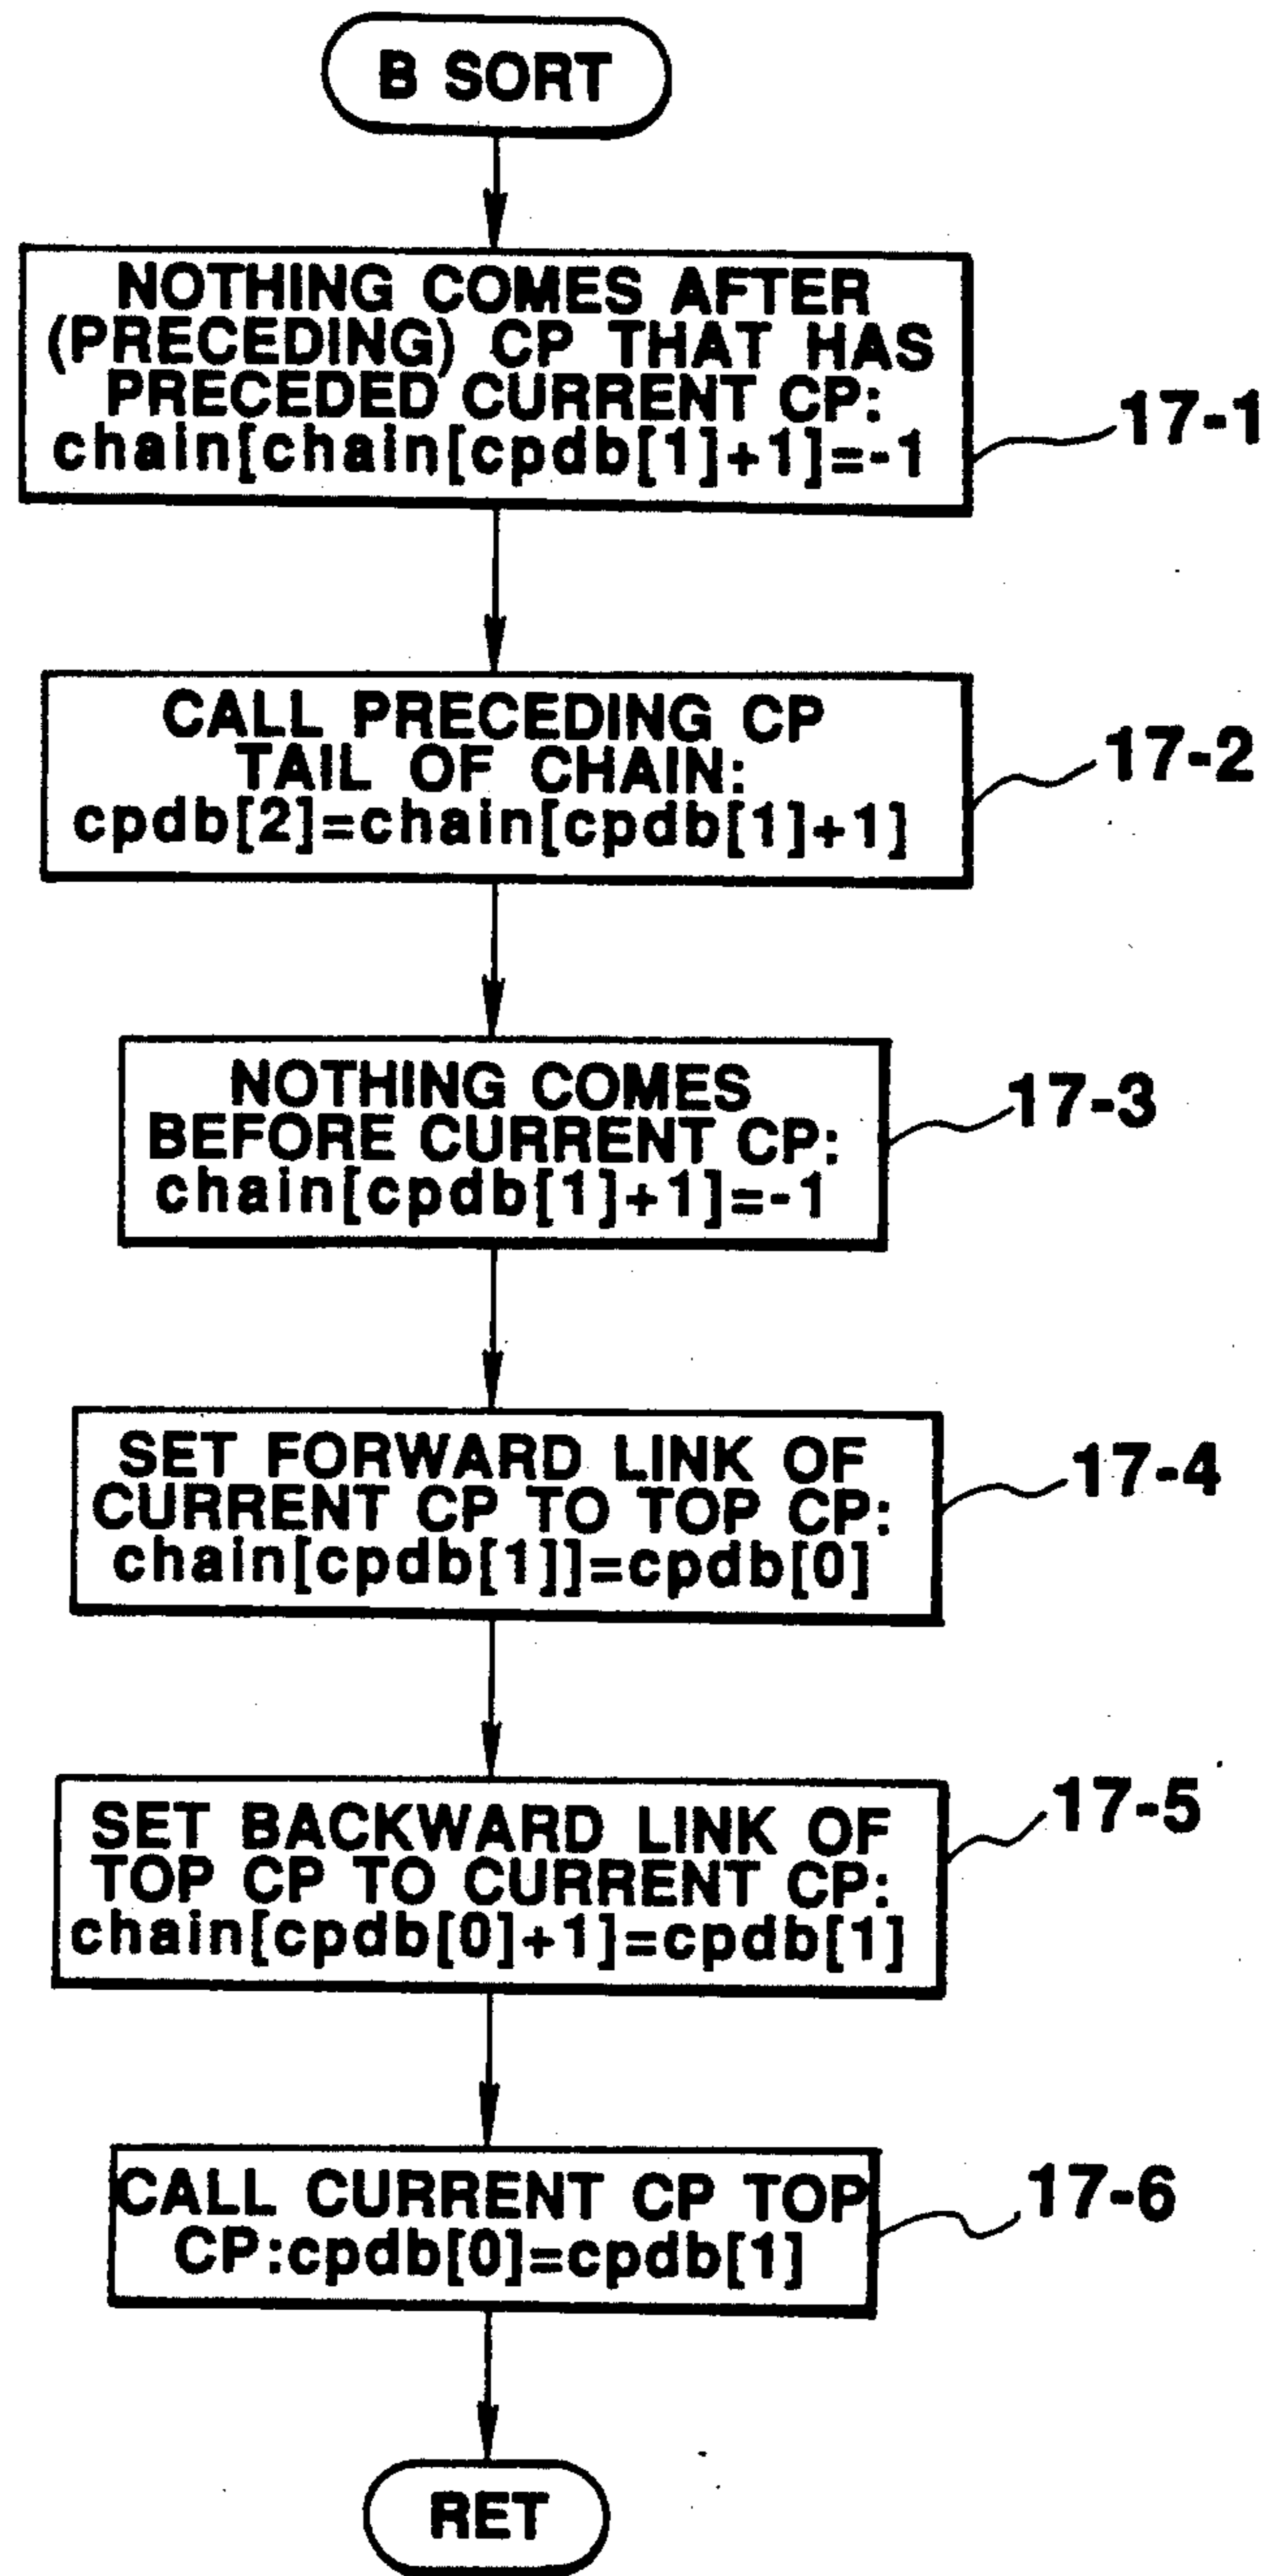 B SORT
NOTHING COMES AFTER
(PRECEDING) CP THAT HAS
PRECEDED CURRENT CP:
chain[chain[cpdb[1]+1]=-1
17-1
CALL PRECEDING CP
TAIL OF CHAIN:
cpdb[2]=chain[cpdb[1]+1]
17-2
NOTHING COMES
BEFORE CURRENT CP:
chain[cpdb[1]+1]=-1
17-3
SET FORWARD LINK OF
CURRENT CP TO TOP CP:
chain[cpdb[1]]=cpdb[0]
17-4
SET BACKWARD LINK OF
TOP CP TO CURRENT CP:
chain[cpdb[0]+1]=cpdb[1]
17-5
CALL CURRENT CP TOP
CP:cpdb[0]=cpdb[1]
17-6
RET